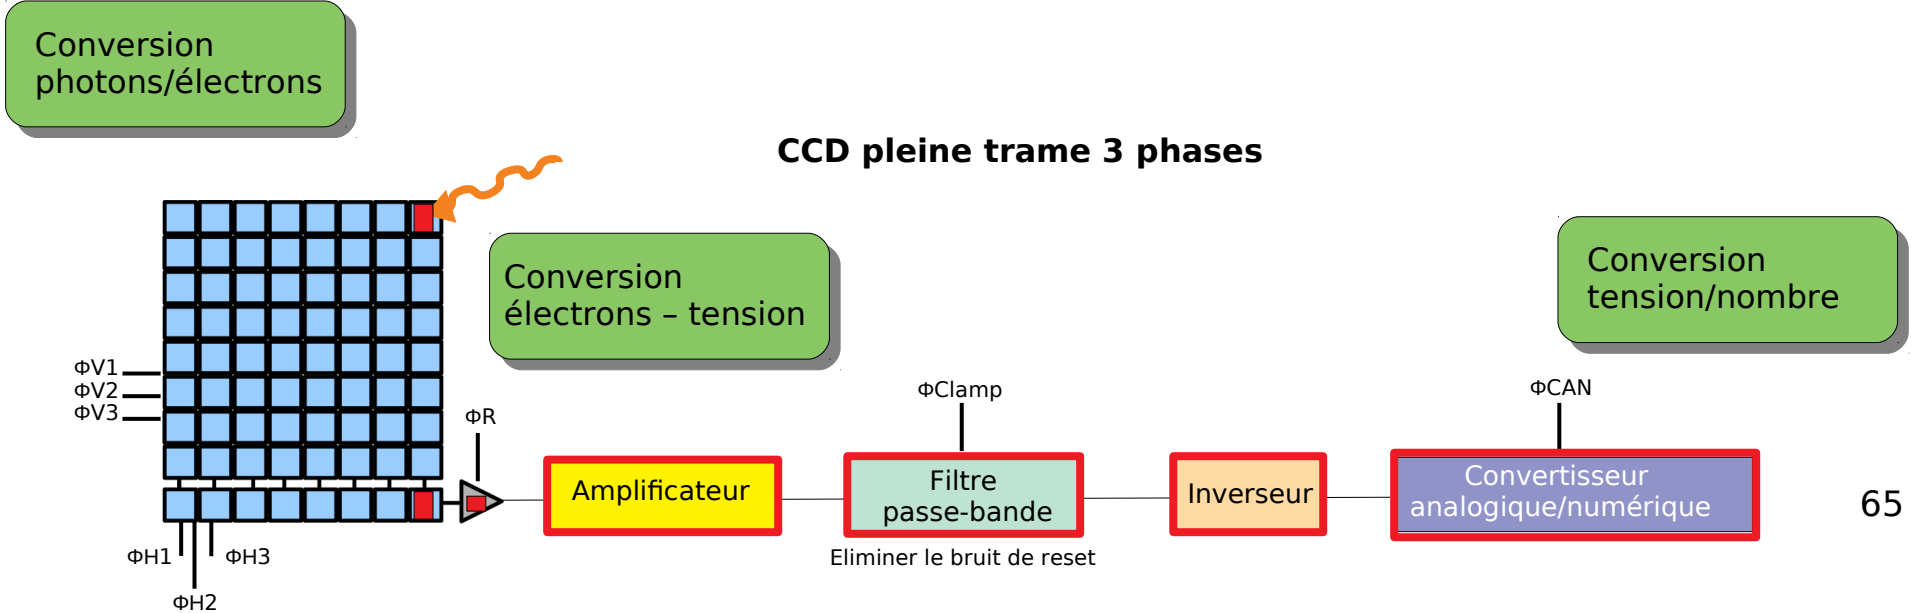 Conversion
photons/électrons
CCD pleine trame 3 phases
Conversion
électrons – tension
Conversion
tension/nombre
ΦV1
ΦV2
ΦV3
ΦR
ΦClamp
ΦCAN
Amplificateur
Filtre
passe-bande
Inverseur
Convertisseur
analogique/numérique
65
Eliminer le bruit de reset
ΦH1
ΦH3
ΦH2